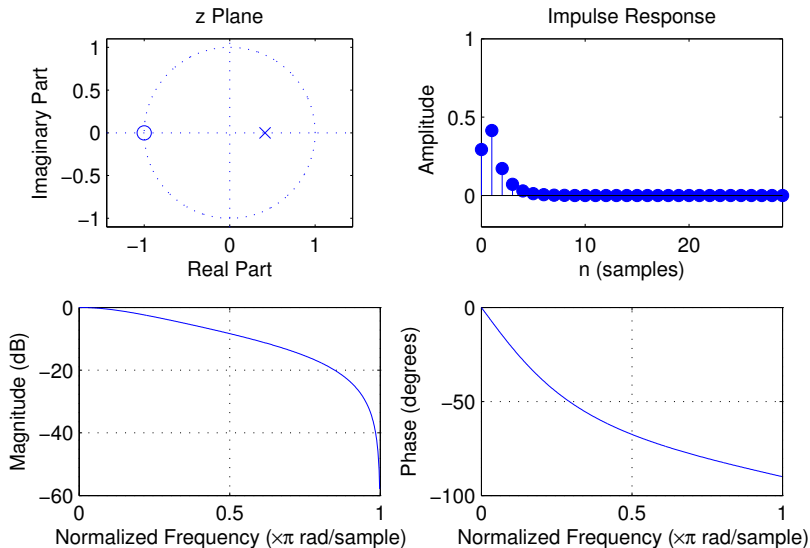 z Plane
1
0.5
0
−0.5
−1
−1
0
1
Imaginary Part
Real Part
Impulse Response
1
0.5
0
0
10
20
Amplitude
n (samples)
0
−20
−40
−60
0
0.5
1
Magnitude (dB)
Normalized Frequency (×π rad/sample)
0
−50
−100
0
0.5
1
Phase (degrees)
Normalized Frequency (×π rad/sample)